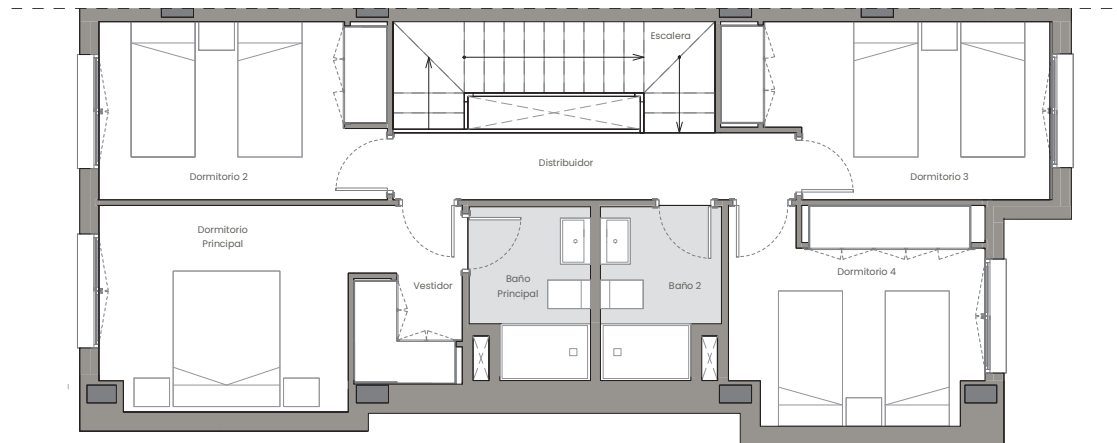 Escalera
Distribuidor
Dormitorio 2
Dormitorio 3
Dormitorio
Principal
Vestidor
Baño
Principal
Baño 2
Dormitorio 4